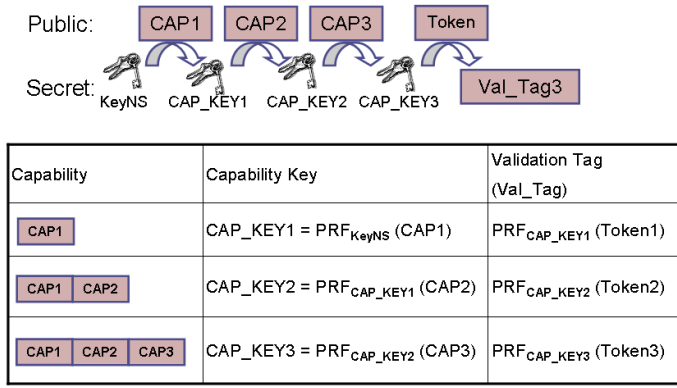 Public: CAP1 CAP2 CAP3 Token
Secret: KeyNS CAP_KEY1 CAP_KEY2 CAP_KEY3 Val_Tag3
Capability Capability Key Validation Tag
(Val_Tag)
CAP1 CAP_KEY1 = PRFKeyNS (CAP1) PRFCAP_KEY1 (Token1)
CAP1 CAP2 CAP_KEY2 = PRFCAP_KEY1 (CAP2) PRFCAP_KEY2 (Token2)
CAP1 CAP2 CAP3 CAP_KEY3 = PRFCAP_KEY2 (CAP3) PRFCAP_KEY3 (Token3)